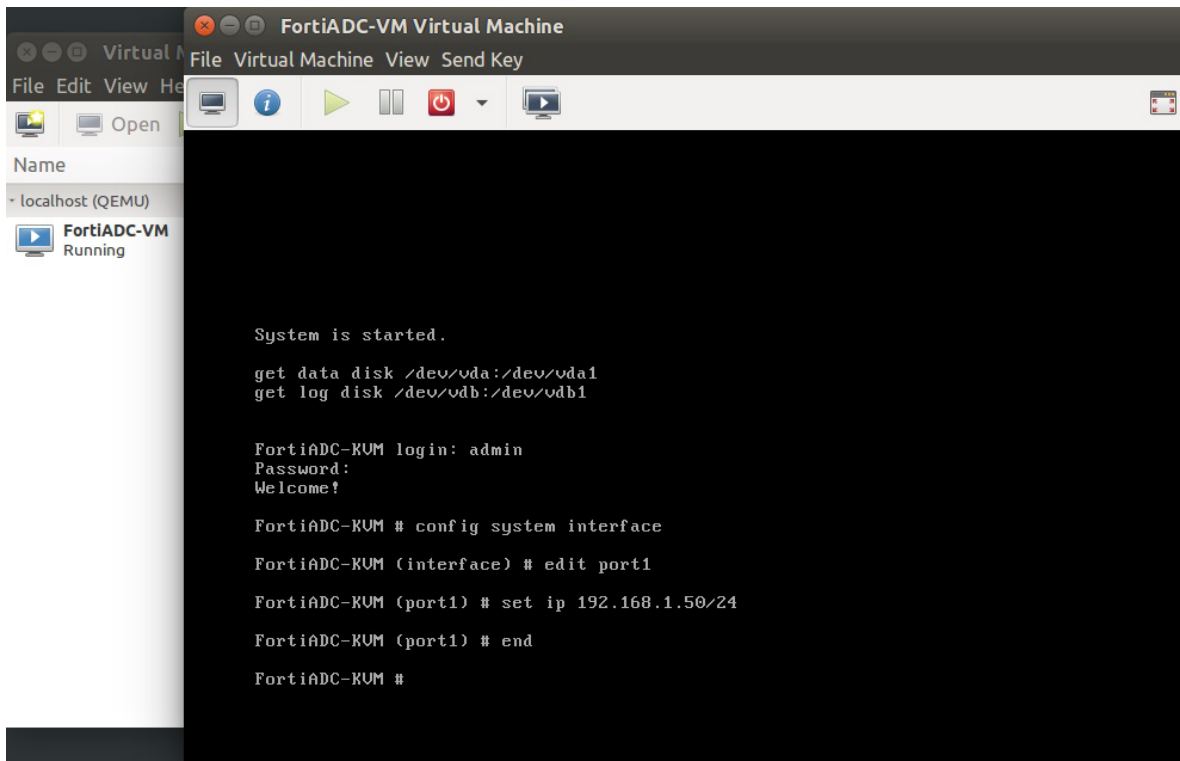 FortiADC-VM Virtual Machine
File Virtual Machine View Send Key
Virtual
File Edit View He
Open
Name
localhost (QEMU)
FortiADC-VM
Running
System is started.
get data disk /dev/vda:/dev/vda1
get log disk /dev/vdb:/dev/vdb1
FortiADC-KVM login: admin
Password:
Welcome!
FortiADC-KVM # config system interface
FortiADC-KVM (interface) # edit port1
FortiADC-KVM (port1) # set ip 192.168.1.50/24
FortiADC-KVM (port1) # end
FortiADC-KVM #